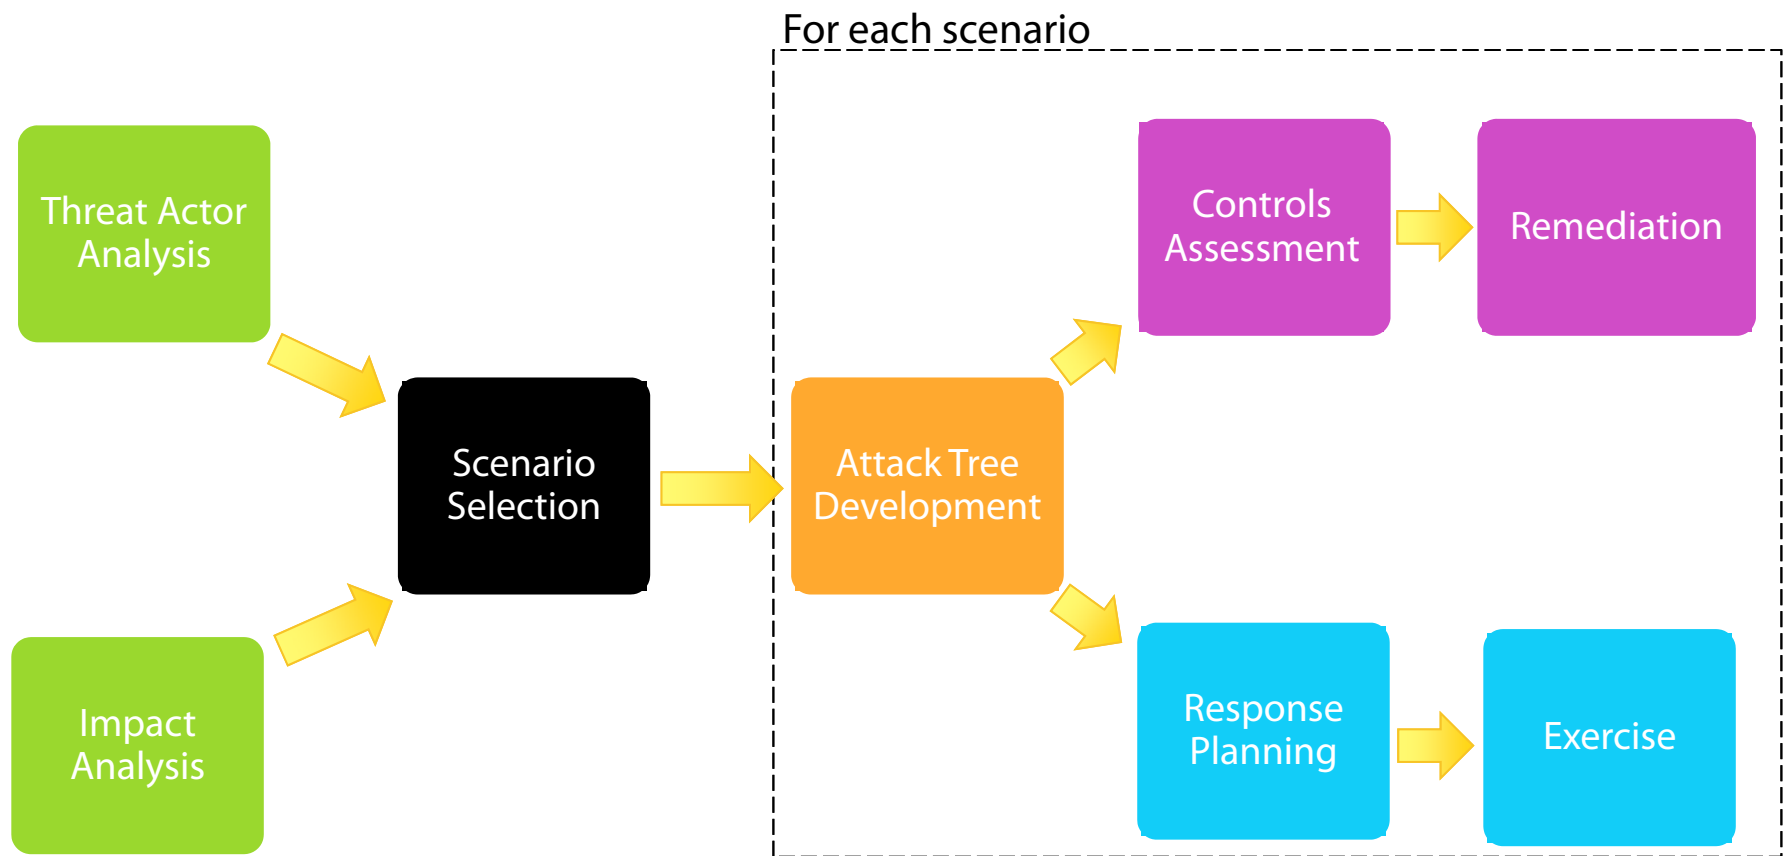 For each scenario
Threat Actor
Analysis
Impact
Analysis
Scenario
Selection
Attack Tree
Development
Controls
Assessment
Remediation
Response
Planning
Exercise